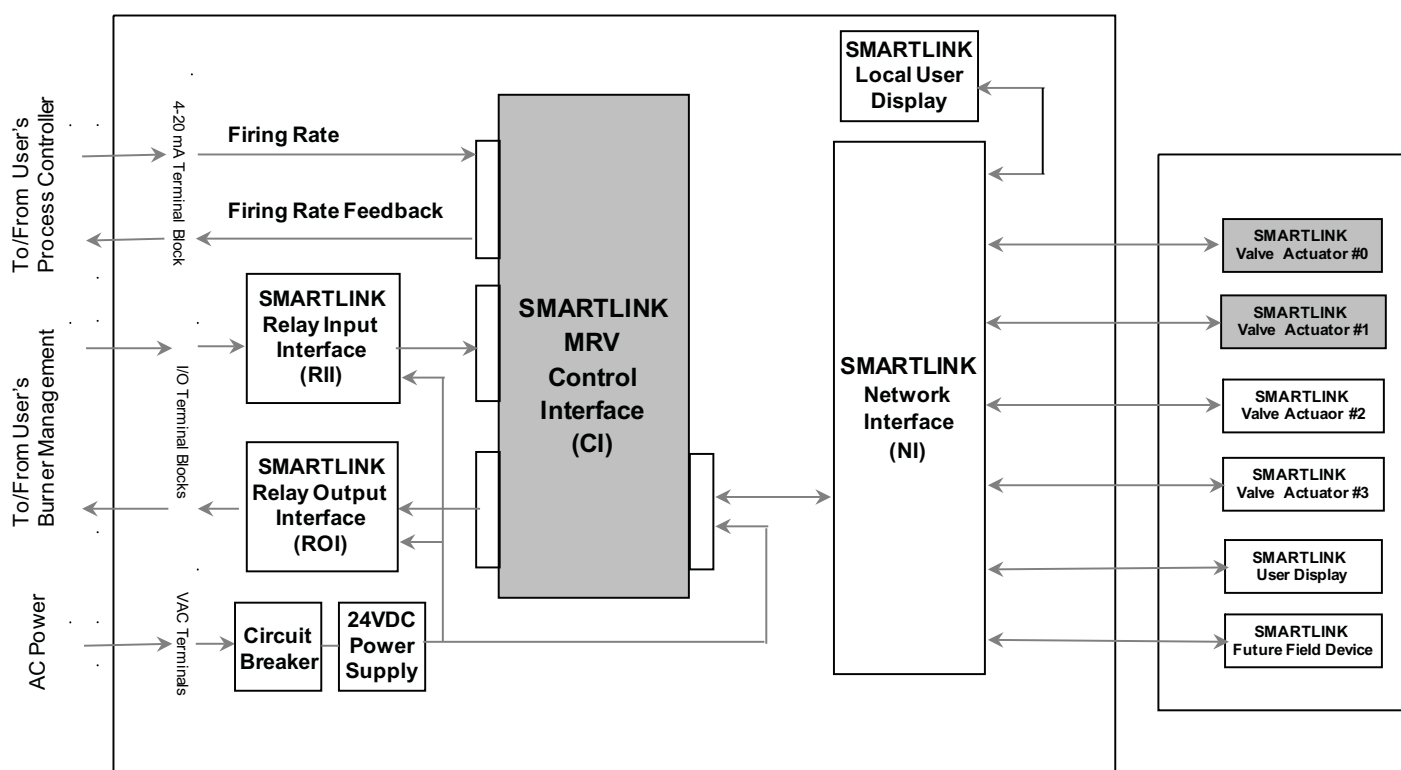 To/From User's
Process Controller
4-20 mA Terminal Block
Firing Rate
Firing Rate Feedback
To/From User's
Burner Management
I/O Terminal Blocks
SMARTLINK
Relay Input
Interface
(RII)
SMARTLINK
Relay Output
Interface
(ROI)
AC Power
VAC Terminals
Circuit
Breaker
24VDC
Power
Supply
SMARTLINK
MRV
Control
Interface
(CI)
SMARTLINK
Local User
Display
SMARTLINK
Network
Interface
(NI)
SMARTLINK
Valve Actuator #0
SMARTLINK
Valve Actuator #1
SMARTLINK
Valve Actuaor #2
SMARTLINK
Valve Actuator #3
SMARTLINK
User Display
SMARTLINK
Future Field Device